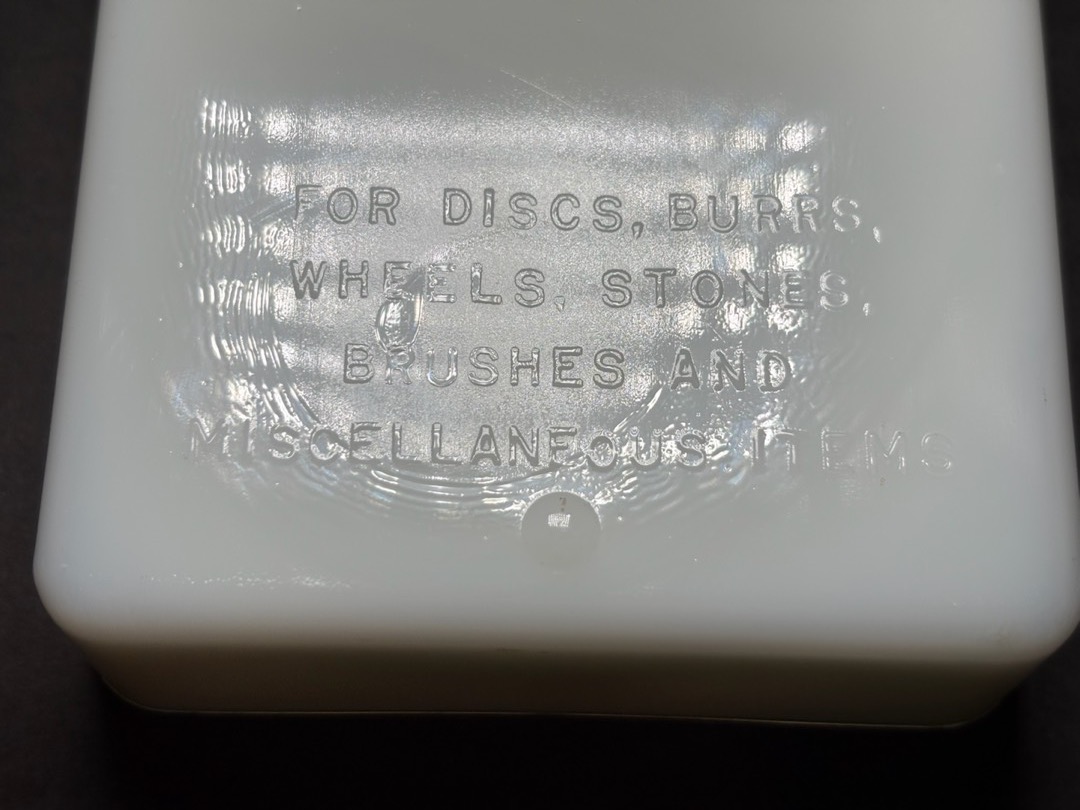 FOR DISCS, BURRS,
WHEELS, STONES,
BRUSHES AND
MISCELLANEOUS ITEMS